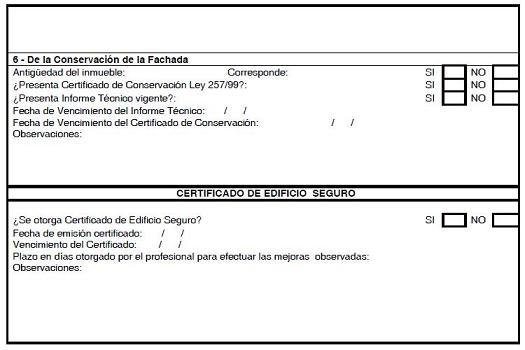 6 - De la Conservación de la Fachada
Antigüedad del inmueble: Corresponde: SI NO
¿Presenta Certificado de Conservación Ley 257/99?: SI NO
¿Presenta Informe Técnico vigente?: SI NO
Fecha de Vencimiento del Informe Técnico: / /
Fecha de Vencimiento del Certificado de Conservación: / /
Observaciones:
CERTIFICADO DE EDIFICIO SEGURO
¿Se otorga Certificado de Edificio Seguro? SI NO
Fecha de emisión certificado: / /
Vencimiento del Certificado: / /
Plazo en días otorgado por el profesional para efectuar las mejoras observadas:
Observaciones: